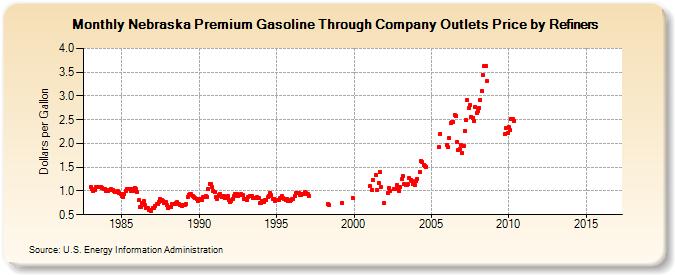 Monthly Nebraska Premium Gasoline Through Company Outlets Price by Refiners
Dollars per Gallon
4.0
3.5
3.0
2.5
2.0
1.5
1.0
0.5
1985 1990 1995 2000 2005 2010 2015
Source: U.S. Energy Information Administration